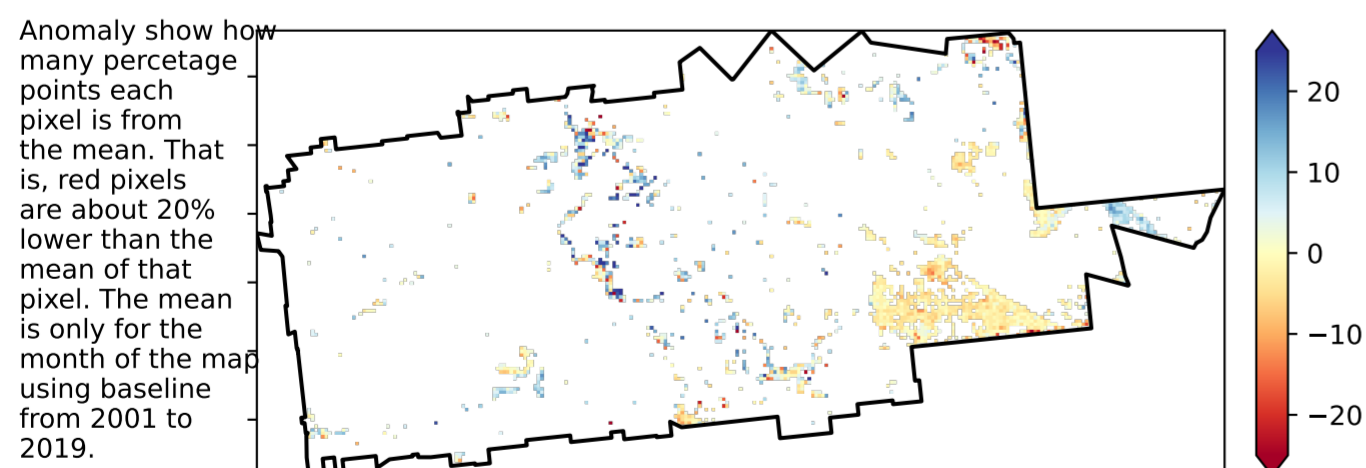 Anomaly show how
many percetage
points each
pixel is from
the mean. That
is, red pixels
are about 20%
lower than the
mean of that
pixel. The mean
is only for the
month of the map
using baseline
from 2001 to
2019.
20
10
0
−10
−20